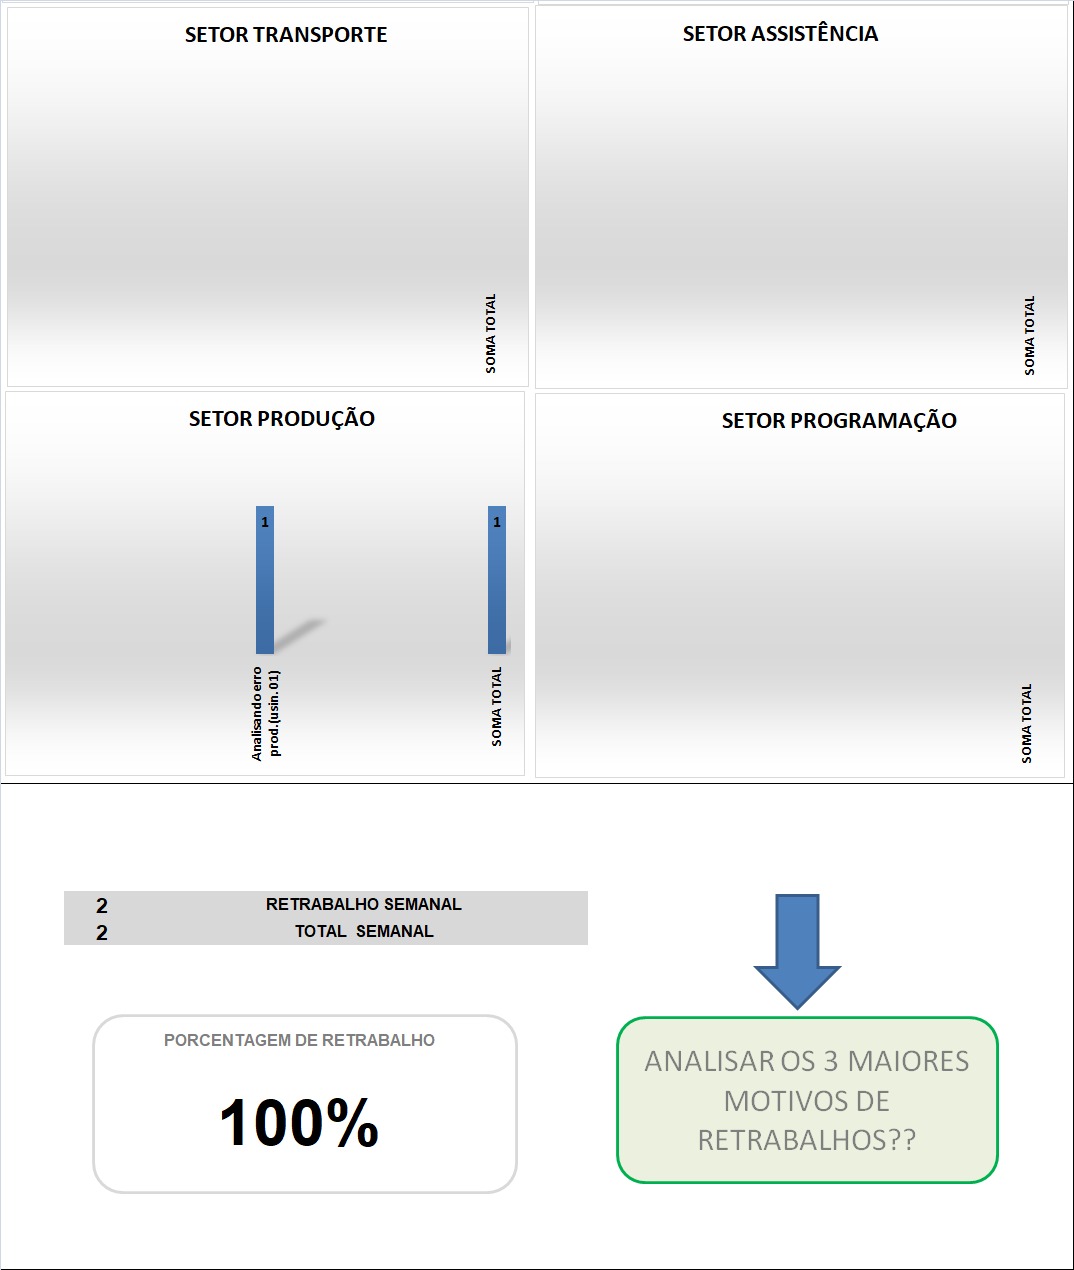 SETOR TRANSPORTE
SOMA TOTAL
SETOR ASSISTÊNCIA
SOMA TOTAL
SETOR PRODUÇÃO
1
1
Analisando erro
prod.(usin.01)
SOMA TOTAL
SETOR PROGRAMAÇÃO
SOMA TOTAL
2 RETRABALHO SEMANAL
2 TOTAL SEMANAL
PORCENTAGEM DE RETRABALHO
100%
ANALISAR OS 3 MAIORES
MOTIVOS DE
RETRABALHOS??